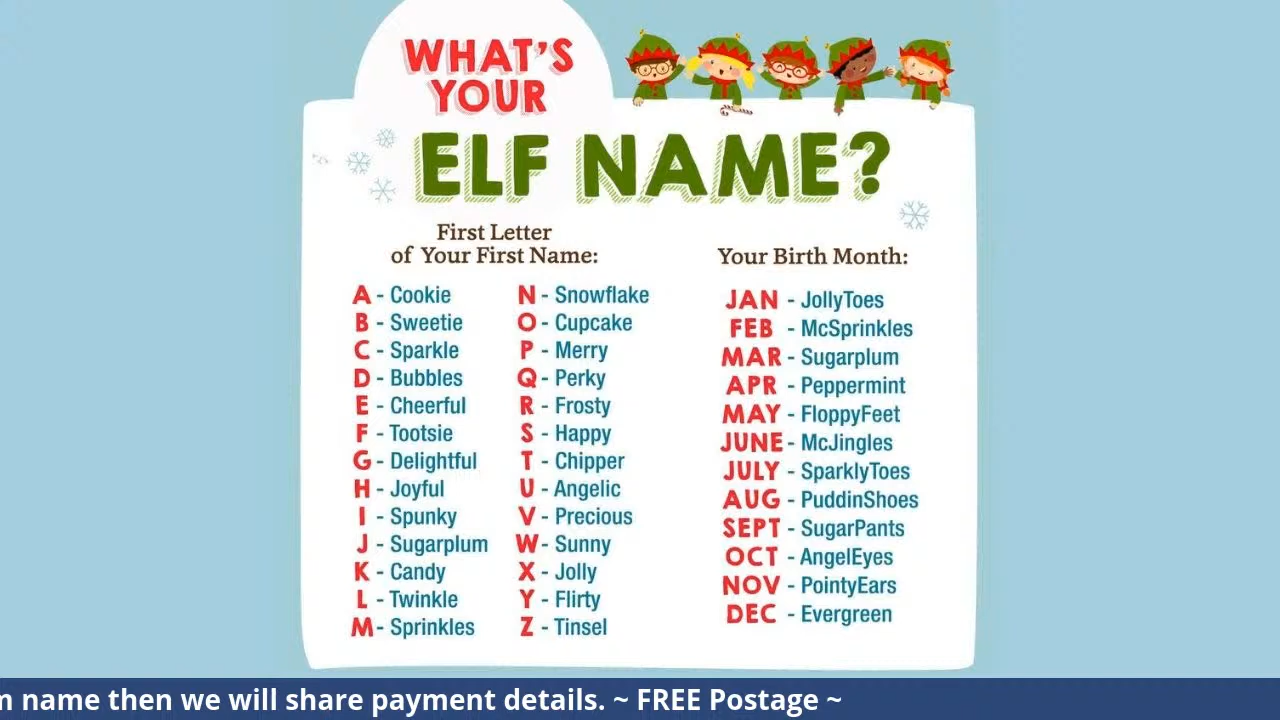 WHAT'S
YOUR
ELF NAME?
First Letter
of Your First Name:
A - Cookie
B - Sweetie
C - Sparkle
D - Bubbles
E - Cheerful
F - Tootsie
G - Delightful
H - Joyful
I - Spunky
J - Sugarplum
K - Candy
L - Twinkle
M - Sprinkles
N - Snowflake
O - Cupcake
P - Merry
Q - Perky
R - Frosty
S - Happy
T - Chipper
U - Angelic
V - Precious
W - Sunny
X - Jolly
Y - Flirty
Z - Tinsel
Your Birth Month:
JAN - JollyToes
FEB - McSprinkles
MAR - Sugarplum
APR - Peppermint
MAY - FloppyFeet
JUNE - McJingles
JULY - SparklyToes
AUG - PuddinShoes
SEPT - SugarPants
OCT - AngelEyes
NOV - PointyEars
DEC - Evergreen
name then we will share payment details. ~ FREE Postage ~